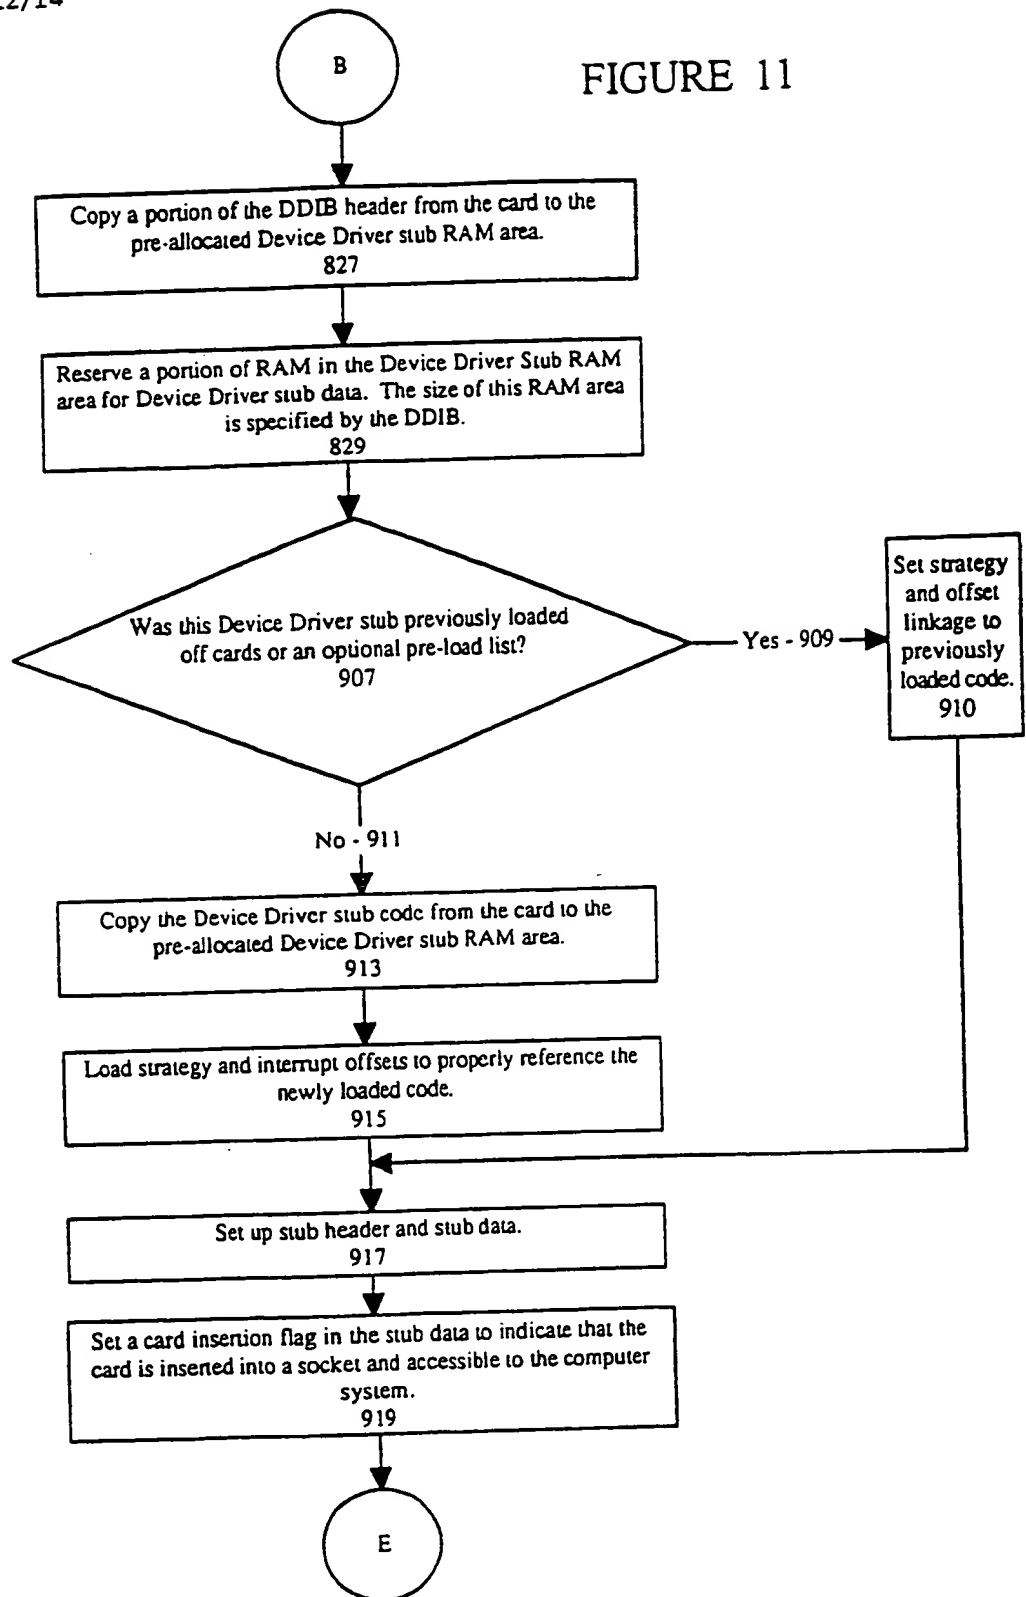 12/14
B
FIGURE 11
Copy a portion of the DDIB header from the card to the
pre-allocated Device Driver stub RAM area.
827
Reserve a portion of RAM in the Device Driver Stub RAM
area for Device Driver stub data. The size of this RAM area
is specified by the DDIB.
829
Was this Device Driver stub previously loaded
off cards or an optional pre-load list?
907
Yes - 909
Set strategy
and offset
linkage to
previously
loaded code.
910
No - 911
Copy the Device Driver stub code from the card to the
pre-allocated Device Driver stub RAM area.
913
Load strategy and interrupt offsets to properly reference the
newly loaded code.
915
Set up stub header and stub data.
917
Set a card insertion flag in the stub data to indicate that the
card is inserted into a socket and accessible to the computer
system.
919
E